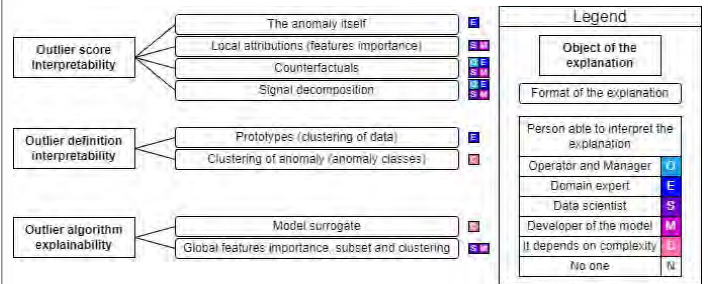 The anomaly itself E
Outlier score
interpretability
Local attributions (features importance) S M
Counterfactuals O E
S M
Signal decomposition O E
S M
Outlier definition
interpretability
Prototypes (clustering of data) E
Clustering of anomaly (anomaly classes) D
Outlier algorithm
explainability
Model surrogate D
Global features importance, subset and clustering S M
Legend
Object of the
explanation
Format of the explanation
Person able to interpret the
explanation
Operator and Manager O
Domain expert E
Data scientist S
Developer of the model M
It depends on complexity D
No one N